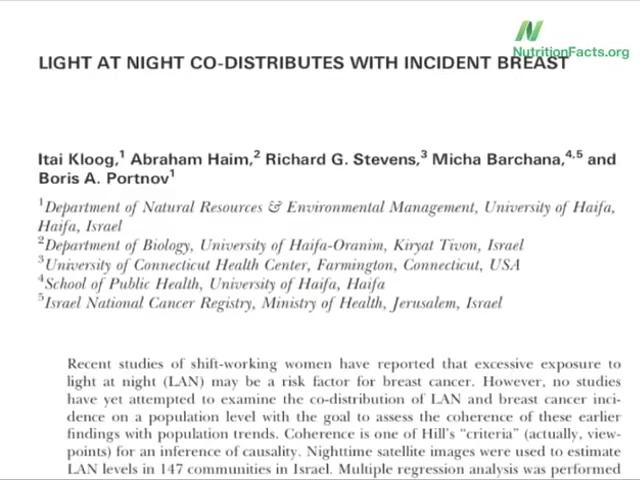 NutritionFacts.org
LIGHT AT NIGHT CO-DISTRIBUTES WITH INCIDENT BREAST
Itai Kloog,1 Abraham Haim,2 Richard G. Stevens,3 Micha Barchana,4,5 and
Boris A. Portnov1
1Department of Natural Resources & Environmental Management, University of Haifa,
Haifa, Israel
2Department of Biology, University of Haifa-Oranim, Kiryat Tivon, Israel
3University of Connecticut Health Center, Farmington, Connecticut, USA
4School of Public Health, University of Haifa, Haifa
5Israel National Cancer Registry, Ministry of Health, Jerusalem, Israel
Recent studies of shift-working women have reported that excessive exposure to
light at night (LAN) may be a risk factor for breast cancer. However, no studies
have yet attempted to examine the co-distribution of LAN and breast cancer inci-
dence on a population level with the goal to assess the coherence of these earlier
findings with population trends. Coherence is one of Hill's "criteria" (actually, view-
points) for an inference of causality. Nighttime satellite images were used to estimate
LAN levels in 147 communities in Israel. Multiple regression analysis was performed